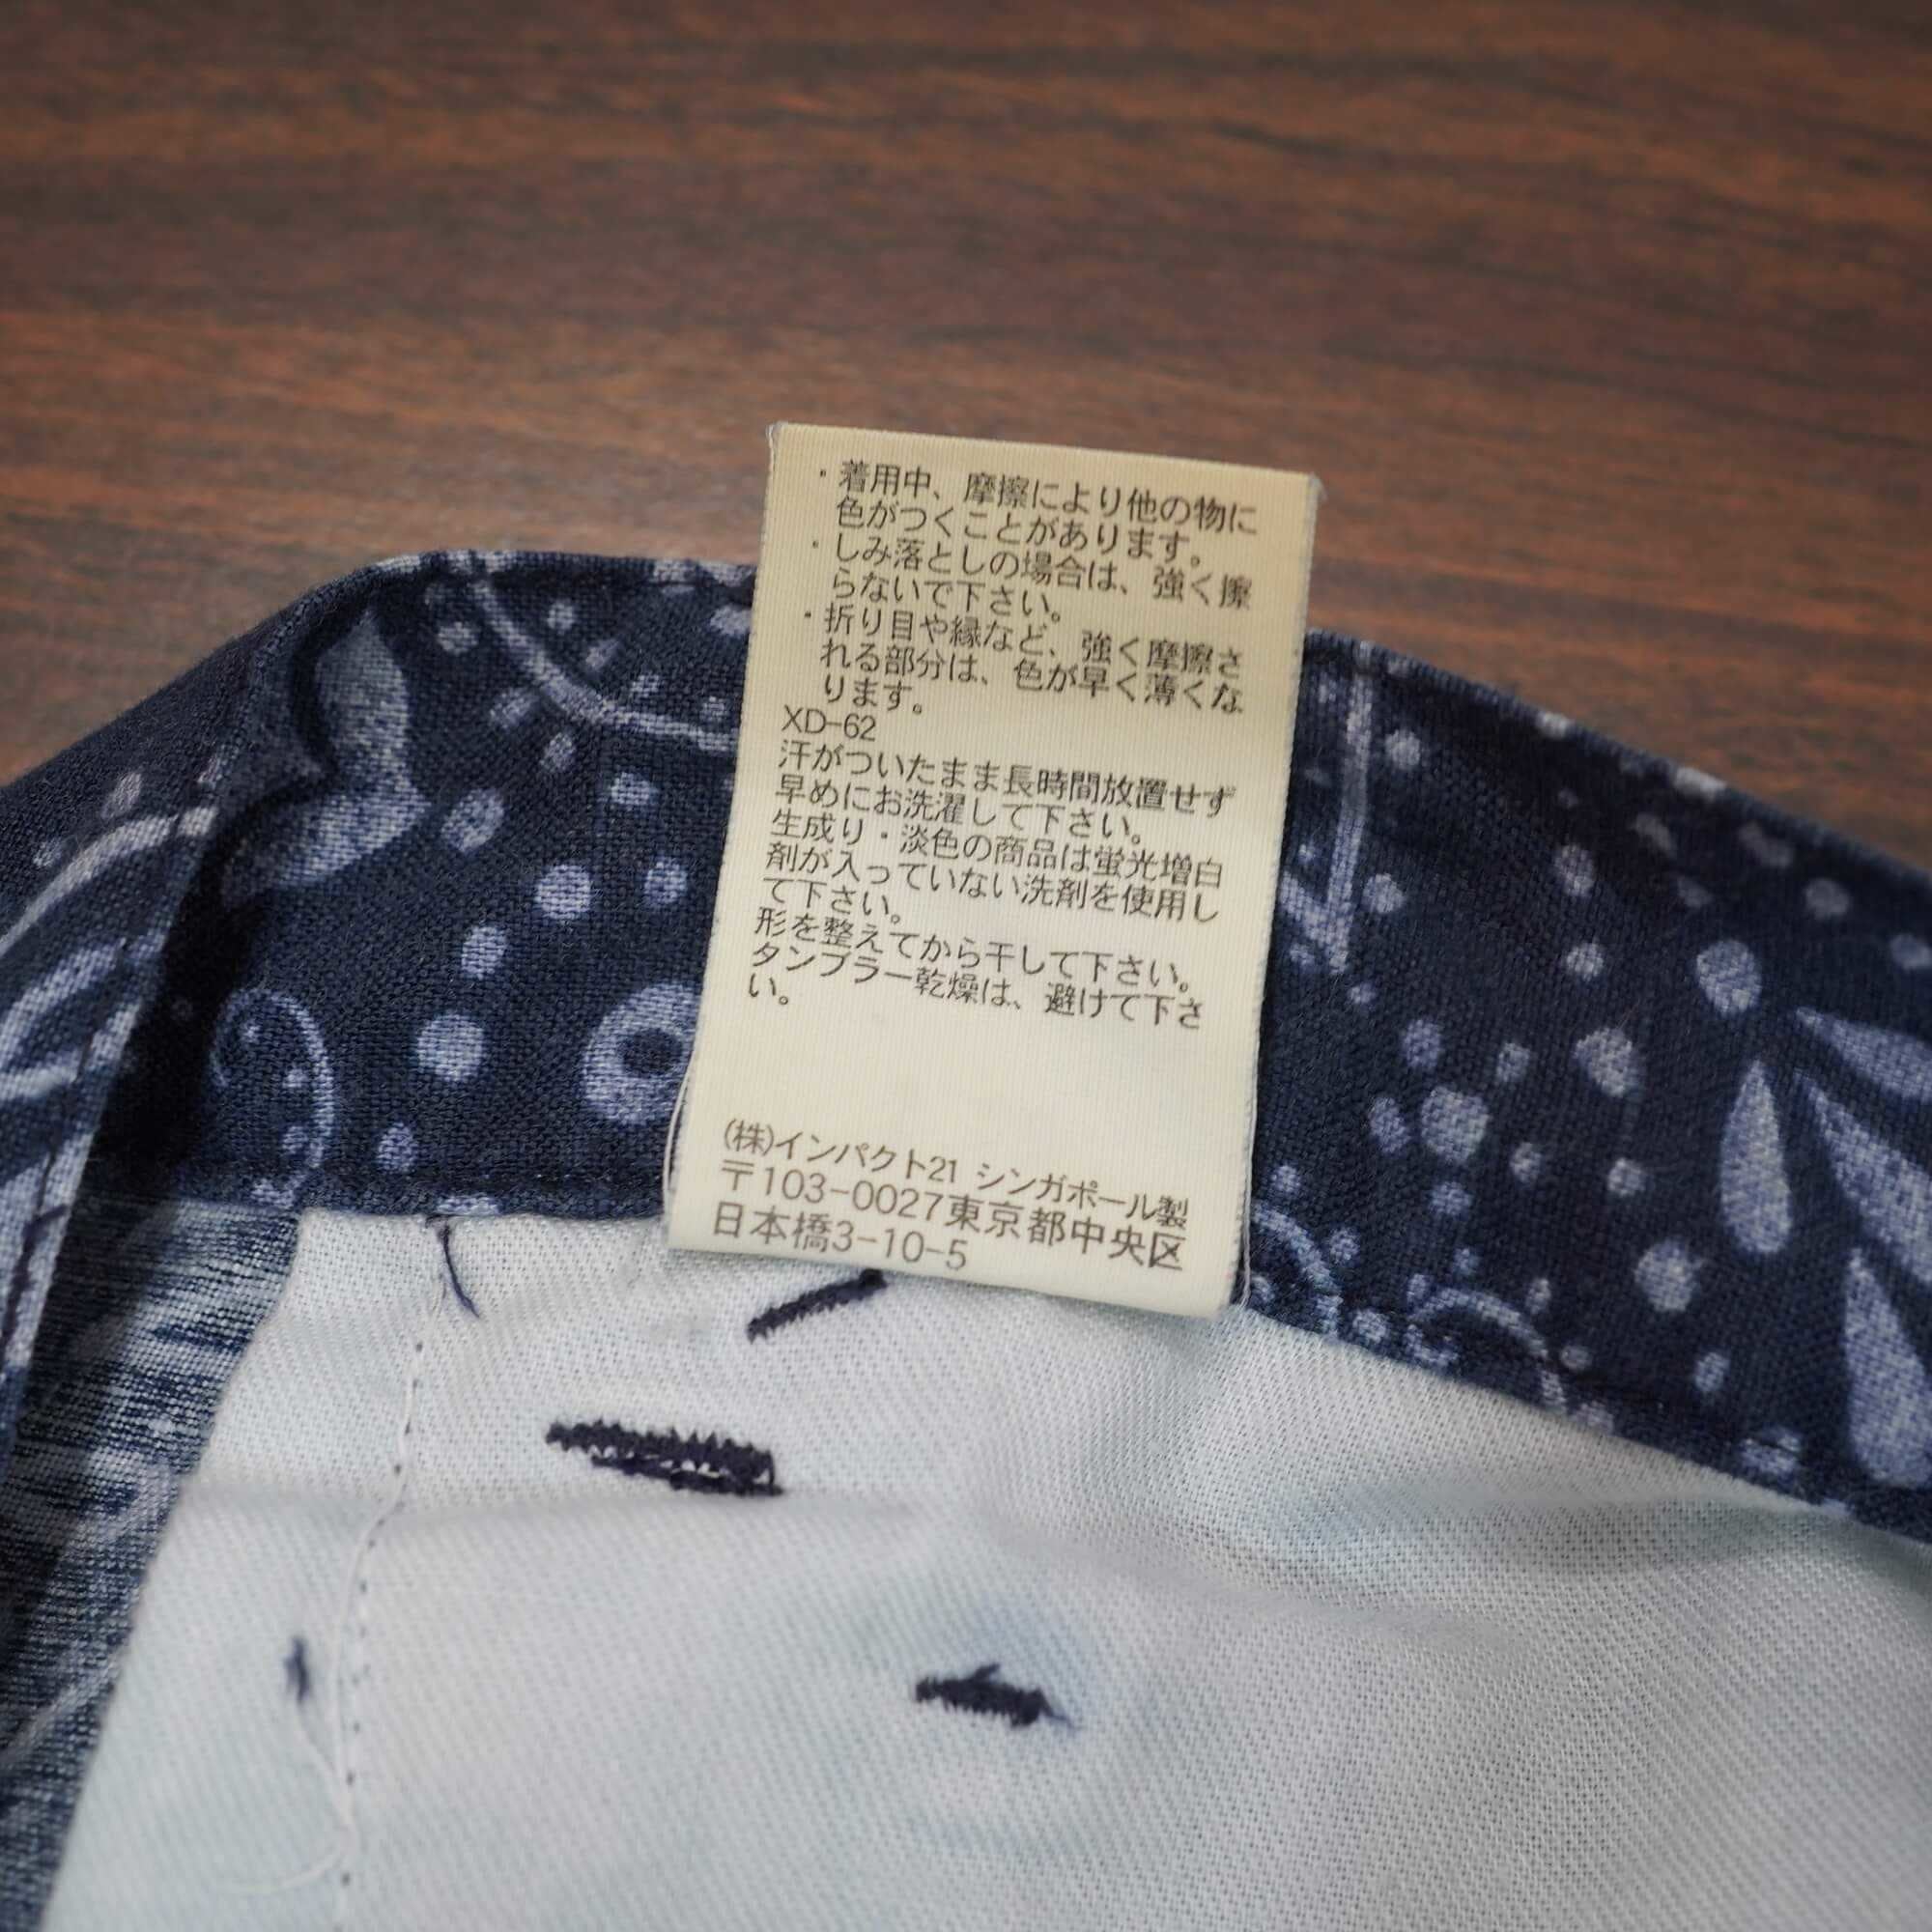 ・着用中、摩擦により他の物に
色がつくことがあります。
・しみ落としの場合は、強く擦
らないで下さい。
・折り目や縁など、強く摩擦さ
れる部分は、色が早く薄くな
ります。
XD-62
汗がついたまま長時間放置せず
早めにお洗濯して下さい。
生成り・淡色の商品は蛍光増白
剤が入っていない洗剤を使用し
て下さい。
形を整えてから干して下さい。
タンブラー乾燥は、避けて下さ
い。
(株)インパクト21 シンガポール製
〒103-0027東京都中央区
日本橋3-10-5